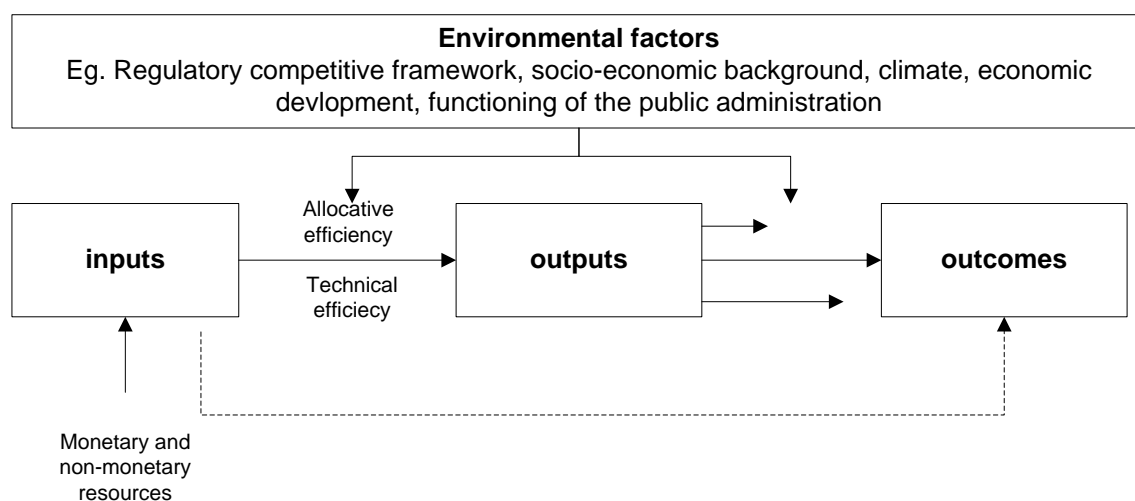 Environmental factors
Eg. Regulatory competitive framework, socio-economic background, climate, economic
devlopment, functioning of the public administration
Allocative
efficiency
inputs
outputs
outcomes
Technical
efficiecy
Monetary and
non-monetary
resources